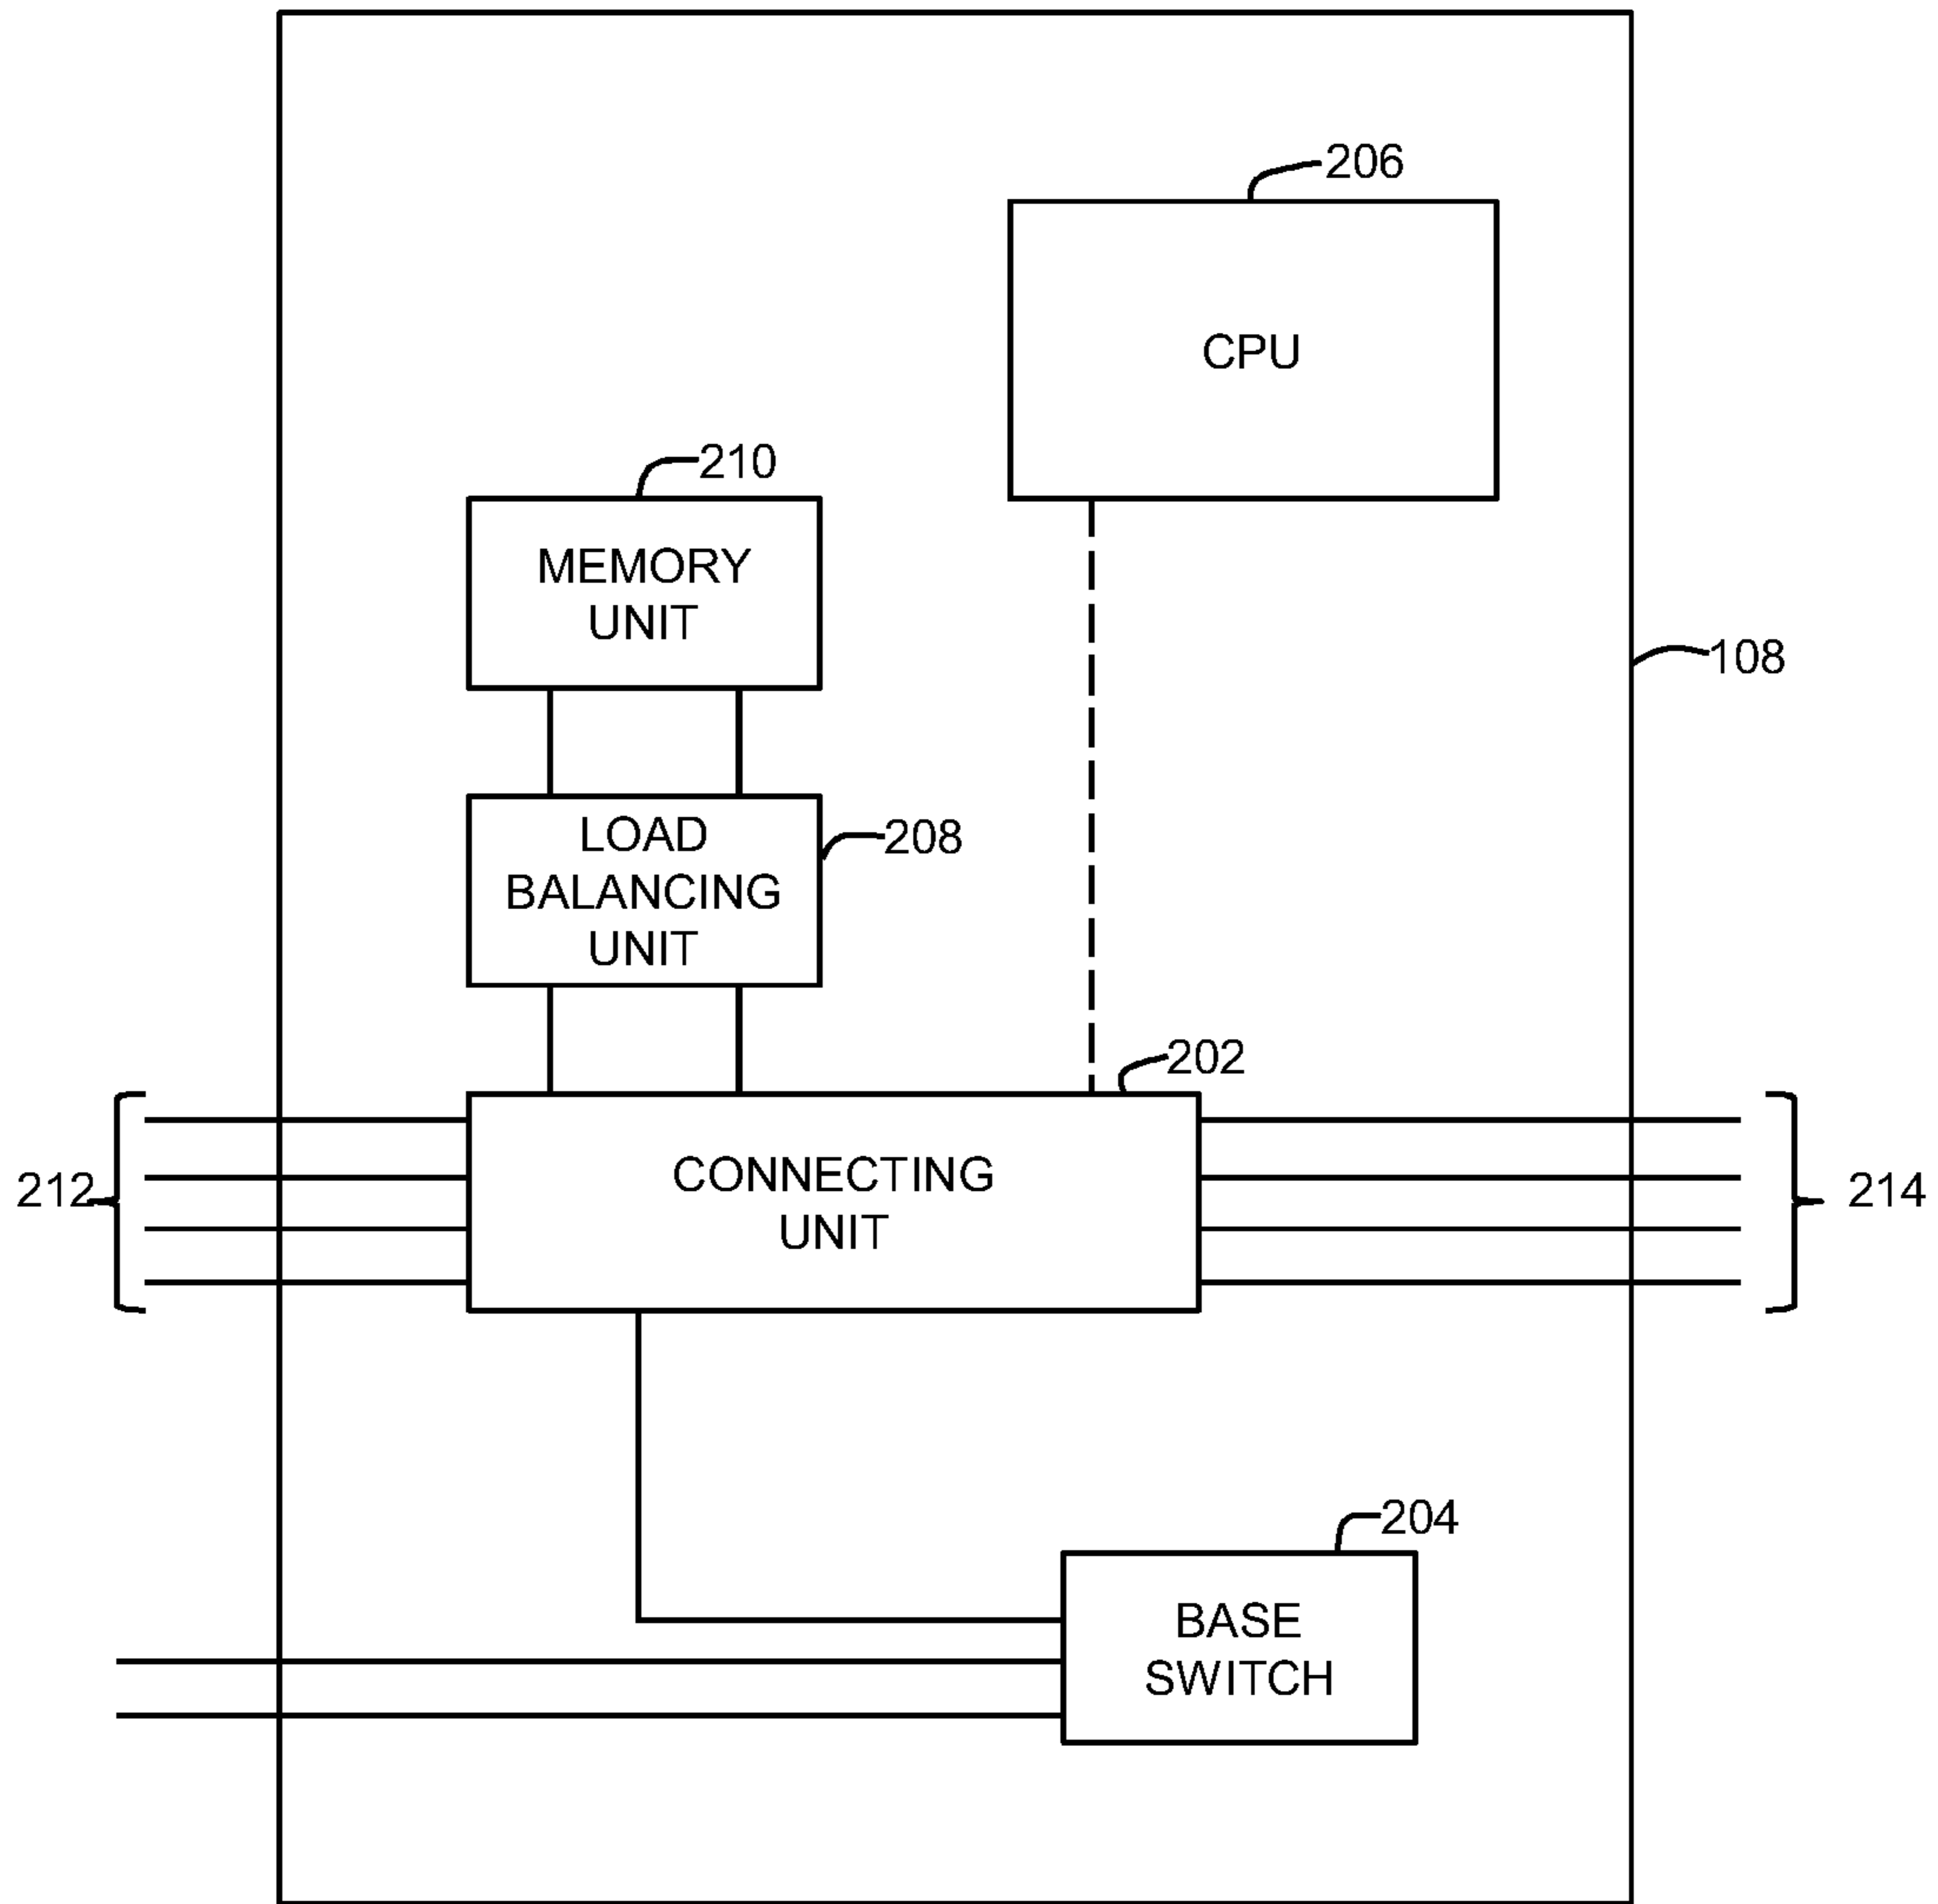 206
CPU
210
MEMORY
UNIT
108
LOAD
BALANCING
UNIT
208
202
CONNECTING
UNIT
212
214
204
BASE
SWITCH